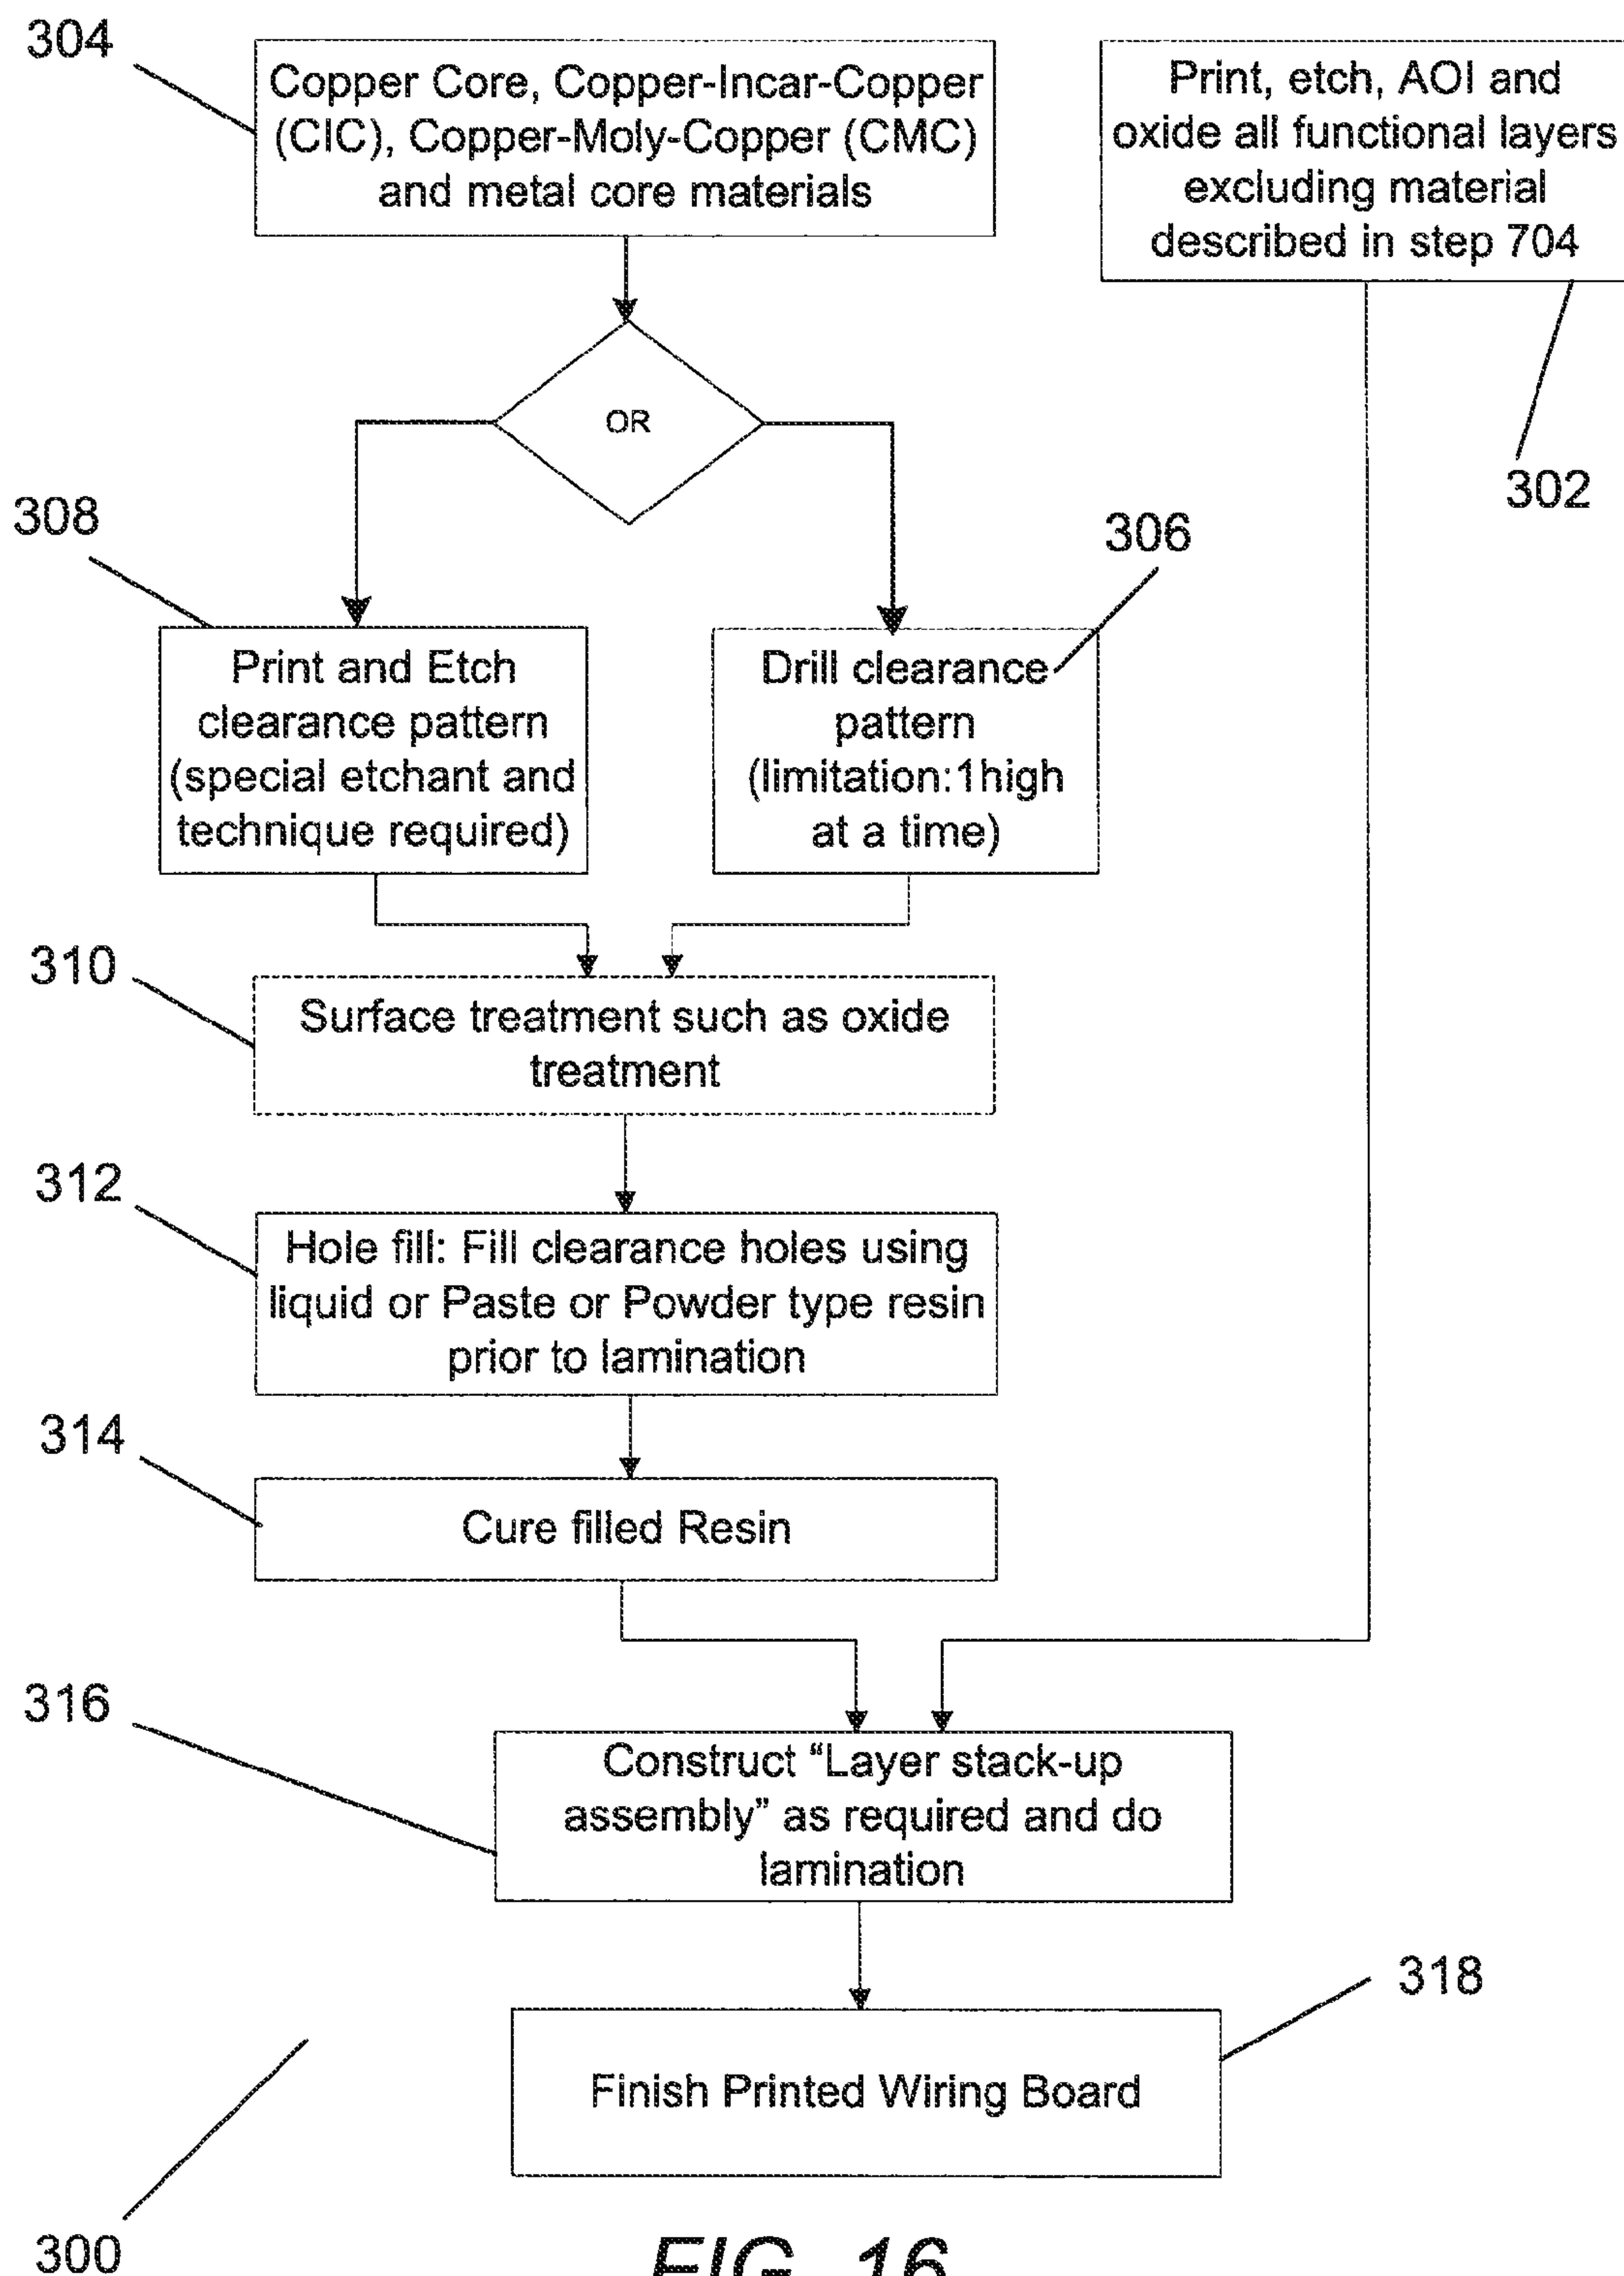 304
Copper Core, Copper-Incar-Copper
(CIC), Copper-Moly-Copper (CMC)
and metal core materials
Print, etch, AOI and
oxide all functional layers
excluding material
described in step 704
302
OR
308
306
Print and Etch
clearance pattern
(special etchant and
technique required)
Drill clearance
pattern
(limitation:1high
at a time)
310
Surface treatment such as oxide
treatment
312
Hole fill: Fill clearance holes using
liquid or Paste or Powder type resin
prior to lamination
314
Cure filled Resin
316
Construct “Layer stack-up
assembly” as required and do
lamination
318
Finish Printed Wiring Board
300
FIG. 16